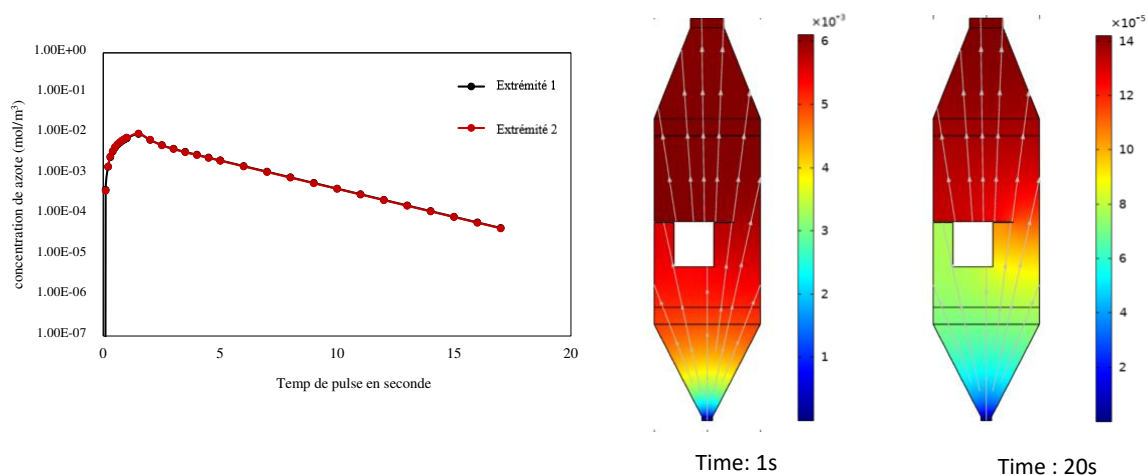 1.00E+00
1.00E-01
1.00E-02
1.00E-03
1.00E-04
1.00E-05
1.00E-06
1.00E-07
concentration de azote (mol/m³)
0 5 10 15 20
Temp de pulse en seconde
Extrémité 1
Extrémité 2
×10⁻³
6
5
4
3
2
1
Time: 1s
×10⁻⁵
14
12
10
8
6
4
2
Time : 20s